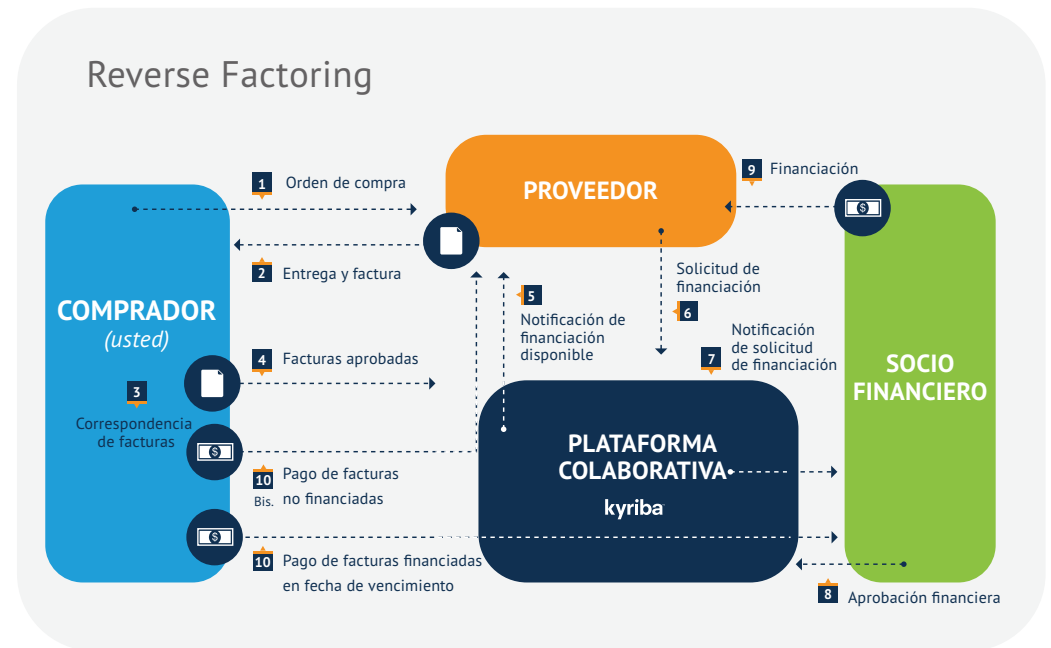 Reverse Factoring
PROVEEDOR
9 Financiación
1 Orden de compra
2 Entrega y factura
COMPRADOR
(usted)
3
Correspondencia
de facturas
4 Facturas aprobadas
5
Notificación de
financiación
disponible
Solicitud de
financiación
6
7
Notificación
de solicitud
de financiación
SOCIO
FINANCIERO
PLATAFORMA
COLABORATIVA
kyriba
10 Pago de facturas
Bis. no financiadas
10 Pago de facturas financiadas
en fecha de vencimiento
8 Aprobación financiera
$
$
$